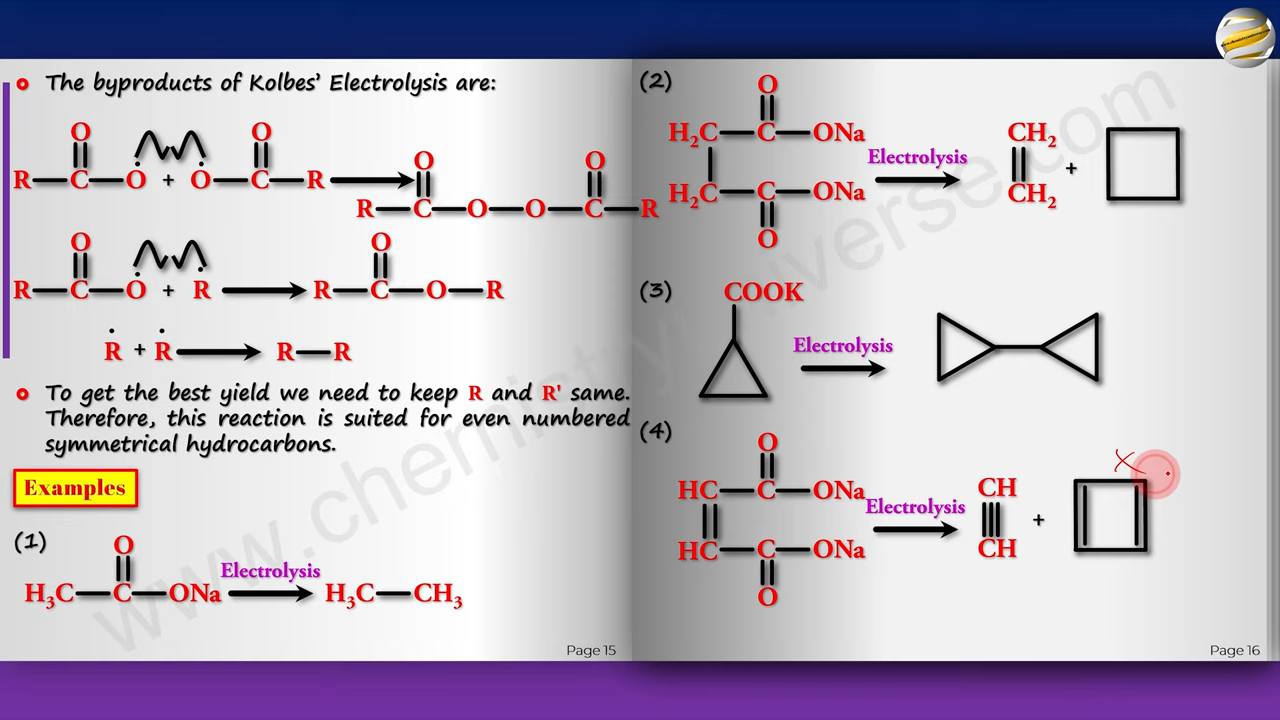 The byproducts of Kolbes' Electrolysis are:
O O
R—C—O + O—C—R
O O
R—C—O—O—C—R
O O
R—C—O + R R—C—O—R
R + R R—R
To get the best yield we need to keep R and R' same.
Therefore, this reaction is suited for even numbered
symmetrical hydrocarbons.
Examples
(1)
O
H₃C—C—ONa Electrolysis H₃C—CH₃
Page 15
(2)
O
H₂C—C—ONa Electrolysis CH₂
H₂C—C—ONa CH₂ +
O
(3)
COOK
Electrolysis
(4)
O
HC—C—ONa Electrolysis CH
HC—C—ONa CH +
O
Page 16